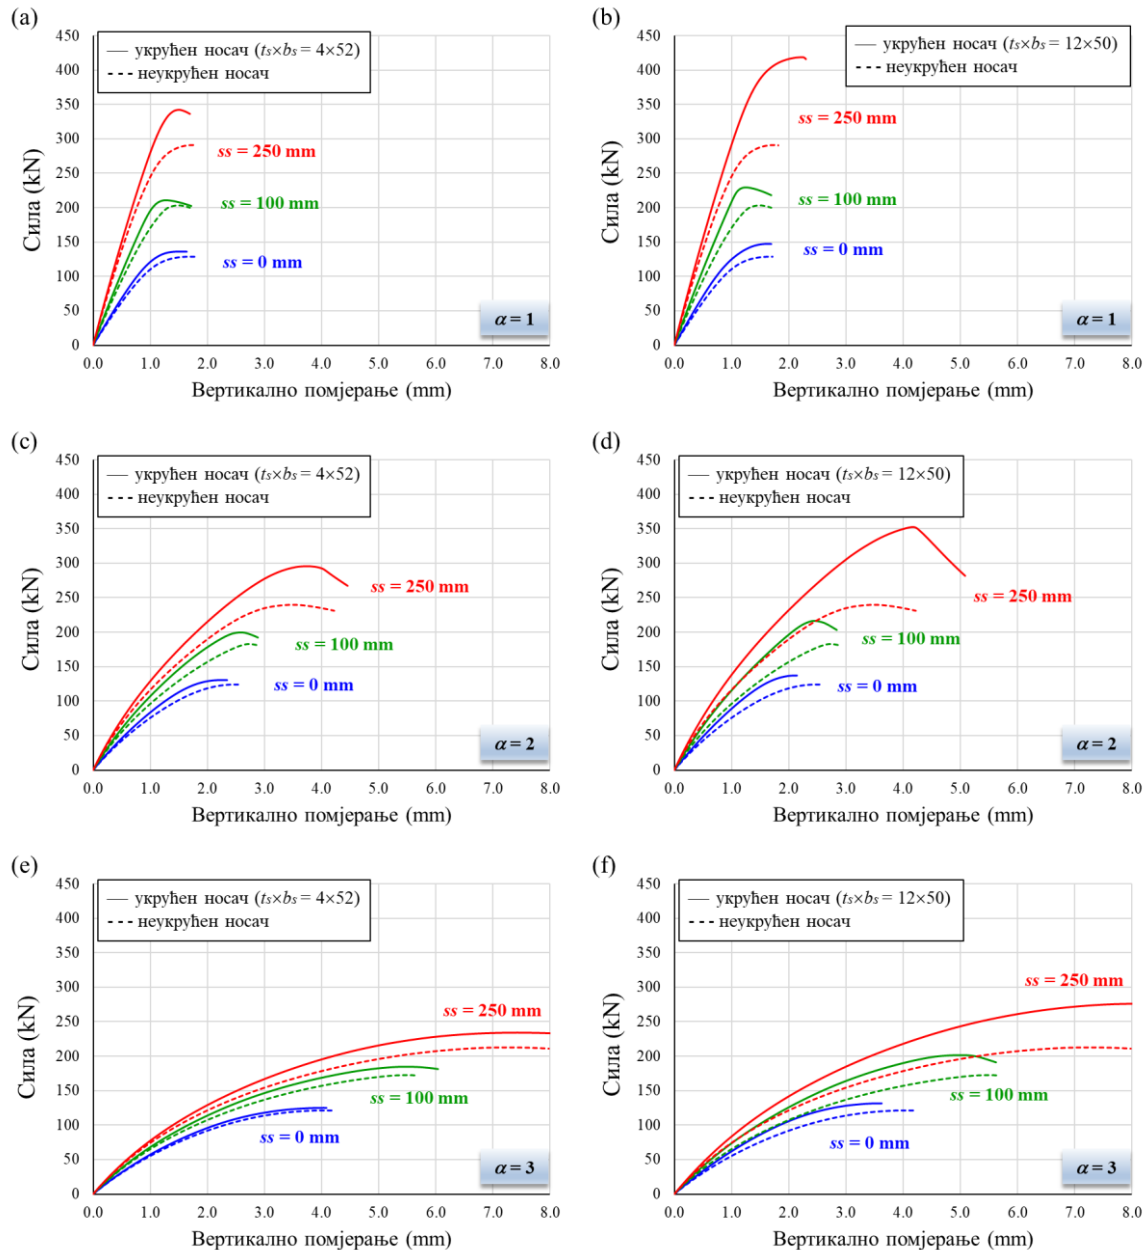 (a)
450
400
350
300
250
200
150
100
50
0
Сила (kN)
— укрућен носач (ts×bs = 4×52)
--- неукрућен носач
ss = 250 mm
ss = 100 mm
ss = 0 mm
α = 1
0.0 1.0 2.0 3.0 4.0 5.0 6.0 7.0 8.0
Вертикално помјерање (mm)
(b)
450
400
350
300
250
200
150
100
50
0
Сила (kN)
— укрућен носач (ts×bs = 12×50)
--- неукрућен носач
ss = 250 mm
ss = 100 mm
ss = 0 mm
α = 1
0.0 1.0 2.0 3.0 4.0 5.0 6.0 7.0 8.0
Вертикално помјерање (mm)
(c)
450
400
350
300
250
200
150
100
50
0
Сила (kN)
— укрућен носач (ts×bs = 4×52)
--- неукрућен носач
ss = 250 mm
ss = 100 mm
ss = 0 mm
α = 2
0.0 1.0 2.0 3.0 4.0 5.0 6.0 7.0 8.0
Вертикално помјерање (mm)
(d)
450
400
350
300
250
200
150
100
50
0
Сила (kN)
— укрућен носач (ts×bs = 12×50)
--- неукрућен носач
ss = 250 mm
ss = 100 mm
ss = 0 mm
α = 2
0.0 1.0 2.0 3.0 4.0 5.0 6.0 7.0 8.0
Вертикално помјерање (mm)
(e)
450
400
350
300
250
200
150
100
50
0
Сила (kN)
— укрућен носач (ts×bs = 4×52)
--- неукрућен носач
ss = 250 mm
ss = 100 mm
ss = 0 mm
α = 3
0.0 1.0 2.0 3.0 4.0 5.0 6.0 7.0 8.0
Вертикално помјерање (mm)
(f)
450
400
350
300
250
200
150
100
50
0
Сила (kN)
— укрућен носач (ts×bs = 12×50)
--- неукрућен носач
ss = 250 mm
ss = 100 mm
ss = 0 mm
α = 3
0.0 1.0 2.0 3.0 4.0 5.0 6.0 7.0 8.0
Вертикално помјерање (mm)